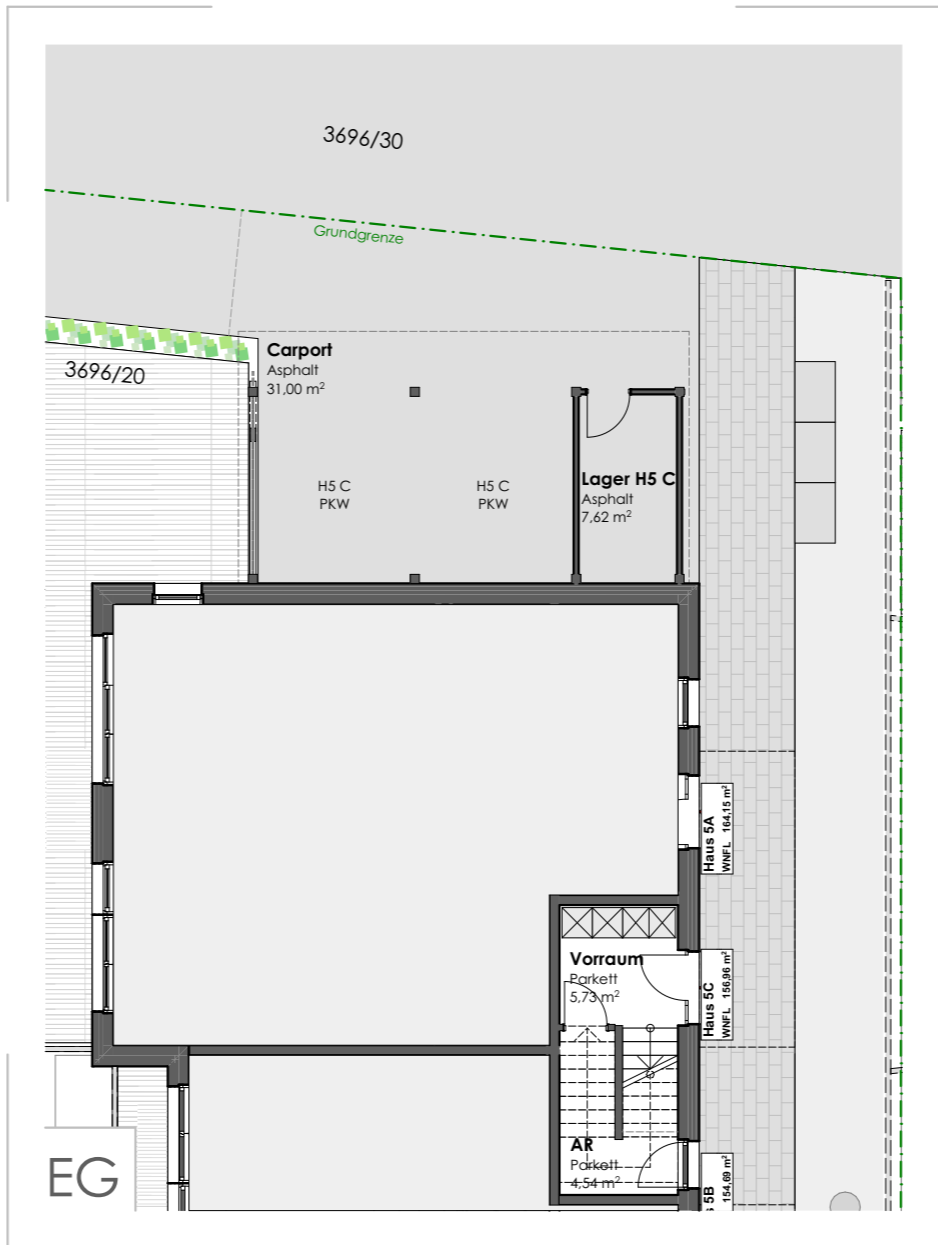 3696/30
Grundgrenze
3696/20
Carport
Asphalt
31,00 m²
H5 C
PKW
H5 C
PKW
Lager H5 C
Asphalt
7,62 m²
Haus 5A
WNFL 164,15 m²
Vorraum
Parkett
5,73 m²
Haus 5C
WNFL 156,96 m²
AR
Parkett
4,54 m²
5B
154,69 m²
EG